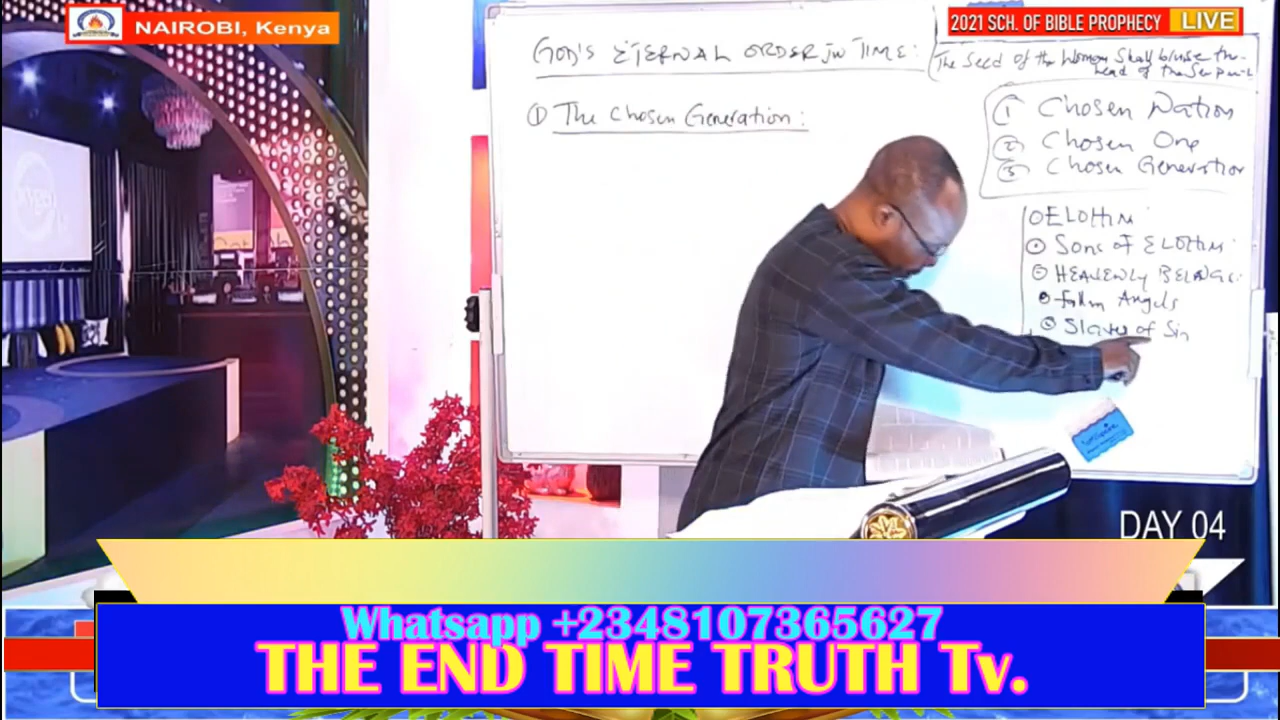 NAIROBI, Kenya
2021 SCH. OF BIBLE PROPHECY LIVE
GOD'S ETERNAL ORDER IN TIME:
The Seed of the Woman Shall bruise the
head of the Serpent
① The Chosen Generation:
① Chosen Nation
② Chosen One
③ Chosen Generation
ELOHIM
Sons of ELOHIM
HEAVENLY BEINGS:
fallen Angels
Slaves of Sin
DAY 04
Whatsapp +2348107365627
THE END TIME TRUTH Tv.